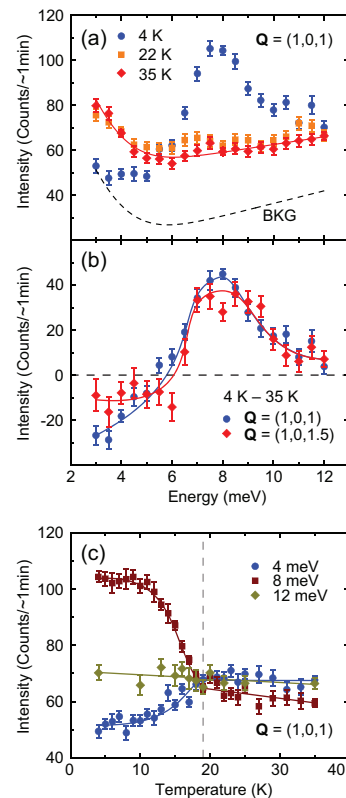 (a)
4 K
22 K
35 K
Q = (1,0,1)
120
100
80
60
40
BKG
Intensity (Counts/~1min)
(b)
40
20
0
-20
4 K – 35 K
Q = (1,0,1)
Q = (1,0,1.5)
Intensity (Counts/~1min)
2 4 6 8 10 12
Energy (meV)
(c)
4 meV
8 meV
12 meV
120
100
80
60
40
Q = (1,0,1)
Intensity (Counts/~1min)
0 10 20 30 40
Temperature (K)